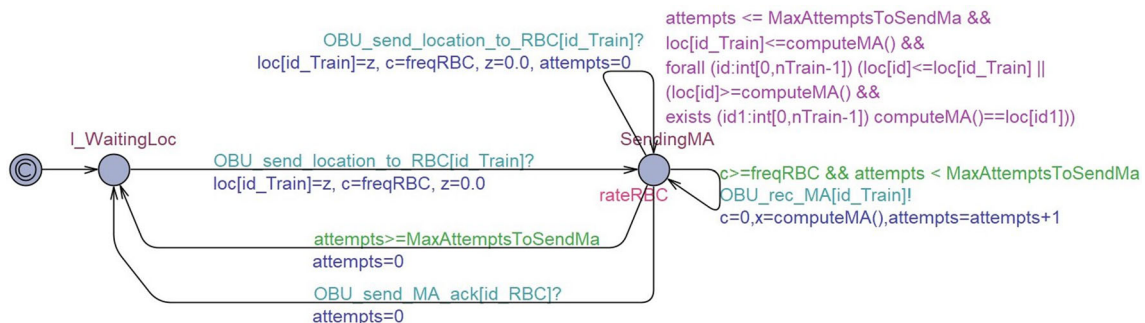 attempts <= MaxAttemptsToSendMa &&
OBU_send_location_to_RBC[id_Train]?
loc[id_Train]<=computeMA() &&
loc[id_Train]=z, c=freqRBC, z=0.0, attempts=0
forall (id:int[0,nTrain-1]) (loc[id]<=loc[id_Train] ||
(loc[id]>=computeMA() &&
exists (id1:int[0,nTrain-1]) computeMA()==loc[id1]))
I_WaitingLoc
SendingMA
C
OBU_send_location_to_RBC[id_Train]?
loc[id_Train]=z, c=freqRBC, z=0.0
rateRBC
c>=freqRBC && attempts < MaxAttemptsToSendMa
OBU_rec_MA[id_Train]!
c=0,x=computeMA(),attempts=attempts+1
attempts>=MaxAttemptsToSendMa
attempts=0
OBU_send_MA_ack[id_RBC]?
attempts=0